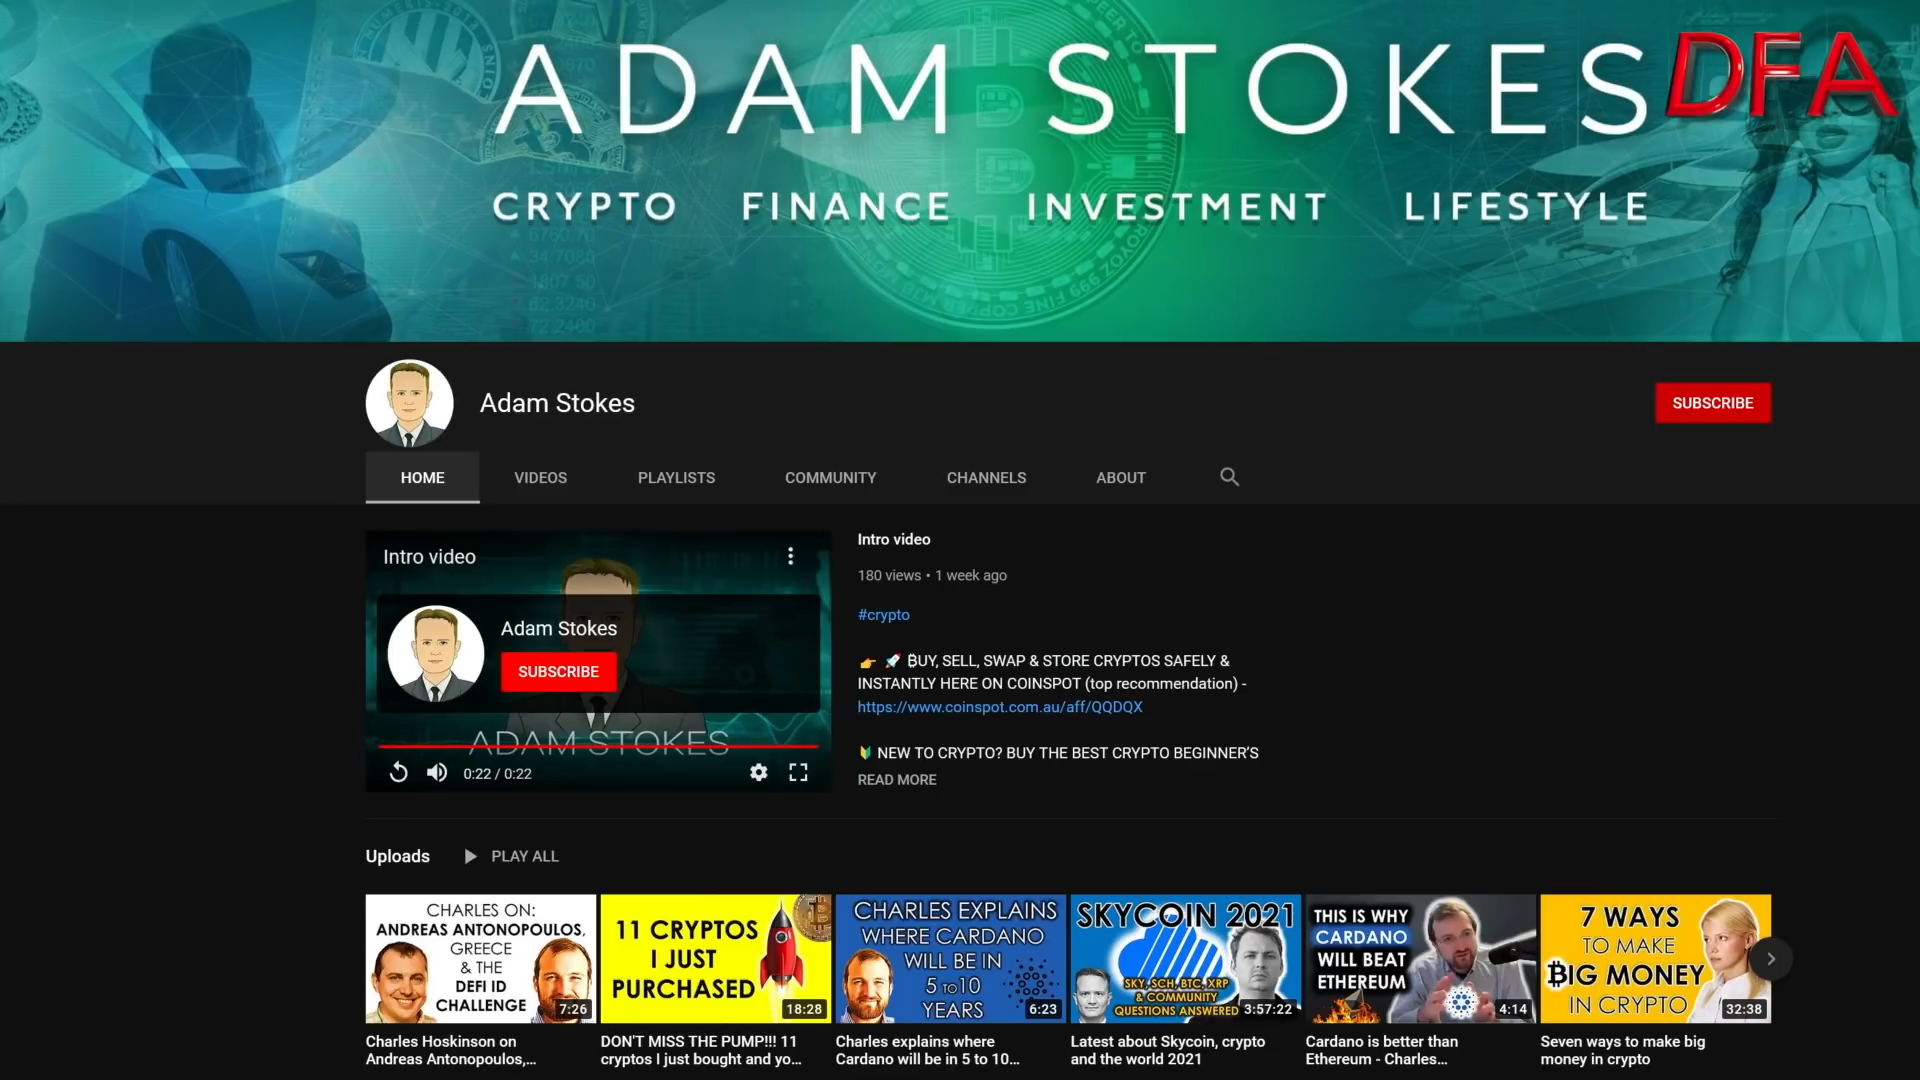 ADAM STOKES DFA
CRYPTO FINANCE INVESTMENT LIFESTYLE
Adam Stokes
SUBSCRIBE
HOME VIDEOS PLAYLISTS COMMUNITY CHANNELS ABOUT
Intro video
Adam Stokes
SUBSCRIBE
ADAM STOKES
0:22 / 0:22
Intro video
180 views • 1 week ago
#crypto
👉 🚀 ₿UY, SELL, SWAP & STORE CRYPTOS SAFELY &
INSTANTLY HERE ON COINSPOT (top recommendation) -
https://www.coinspot.com.au/aff/QQDQX
🔰 NEW TO CRYPTO? BUY THE BEST CRYPTO BEGINNER’S
READ MORE
Uploads PLAY ALL
CHARLES ON:
ANDREAS ANTONOPOULOS,
GREECE
& THE
DEFI ID
CHALLENGE
7:26
Charles Hoskinson on
Andreas Antonopoulos,...
11 CRYPTOS
I JUST
PURCHASED
18:28
DON'T MISS THE PUMP!!! 11
cryptos I just bought and yo...
CHARLES EXPLAINS
WHERE CARDANO
WILL BE IN
5 TO 10
YEARS
6:23
Charles explains where
Cardano will be in 5 to 10...
SKYCOIN 2021
SKY, SCH, BTC, XRP
& COMMUNITY
QUESTIONS ANSWERED
3:57:22
Latest about Skycoin, crypto
and the world 2021
THIS IS WHY
CARDANO
WILL BEAT
ETHEREUM
4:14
Cardano is better than
Ethereum - Charles...
7 WAYS
TO MAKE
₿IG MONEY
IN CRYPTO
32:38
Seven ways to make big
money in crypto